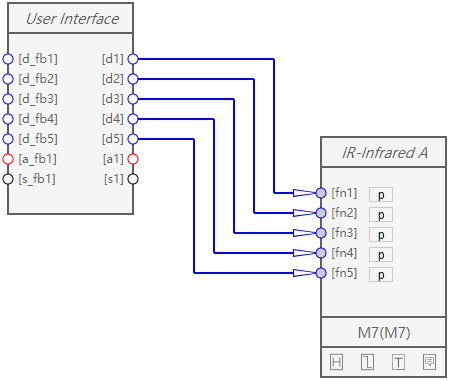 User Interface
[d_fb1] [d1]
[d_fb2] [d2]
[d_fb3] [d3]
[d_fb4] [d4]
[d_fb5] [d5]
[a_fb1] [a1]
[s_fb1] [s1]
IR-Infrared A
[fn1] p
[fn2] p
[fn3] p
[fn4] p
[fn5] p
M7(M7)
H T